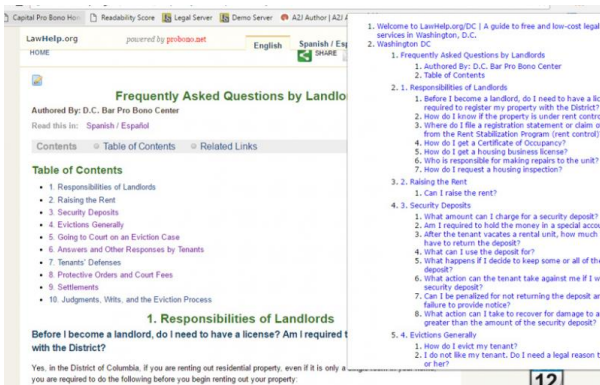 Capital Pro Bono Hon
Readability Score
Legal Server
Demo Server
A2J Author | A2J A
LawHelp.org
powered by probono.net
English
Spanish / Esp
HOME
SHARE
Frequently Asked Questions by Landlo
Authored By: D.C. Bar Pro Bono Center
Read this in: Spanish / Español
Contents
Table of Contents
Related Links
Table of Contents
1. Responsibilities of Landlords
2. Raising the Rent
3. Security Deposits
4. Evictions Generally
5. Going to Court on an Eviction Case
6. Answers and Other Responses by Tenants
7. Tenants' Defenses
8. Protective Orders and Court Fees
9. Settlements
10. Judgments, Writs, and the Eviction Process
1. Responsibilities of Landlords
Before I become a landlord, do I need to have a license? Am I required t
with the District?
Yes, in the District of Columbia, if you are renting out residential property, even if it is only a
you are required to do the following before you begin renting out your property:
1. Welcome to LawHelp.org/DC | A guide to free and low-cost legal
services in Washington, D.C.
2. Washington DC
1. Frequently Asked Questions by Landlords
1. Authored By: D.C. Bar Pro Bono Center
2. Table of Contents
2. 1. Responsibilities of Landlords
1. Before I become a landlord, do I need to have a lic
required to register my property with the District?
2. How do I know if the property is under rent contro
3. Where do I file a registration statement or claim o
from the Rent Stabilization Program (rent control)
4. How do I get a Certificate of Occupancy?
5. How do I get a housing business license?
6. Who is responsible for making repairs to the unit?
7. How do I request a housing inspection?
3. 2. Raising the Rent
1. Can I raise the rent?
4. 3. Security Deposits
1. What amount can I charge for a security deposit?
2. Am I required to hold the money in a special accou
3. After the tenant vacates a rental unit, how much
have to return the deposit?
4. What can I use the deposit for?
5. What happens if I decide to keep some or all of the
deposit?
6. What action can the tenant take against me if I w
security deposit?
7. Can I be penalized for not returning the deposit an
failure to provide notice?
8. What action can I take to recover for damage to a
greater than the amount of the security deposit?
5. 4. Evictions Generally
1. How do I evict my tenant?
2. I do not like my tenant. Do I need a legal reason t
or her?
12